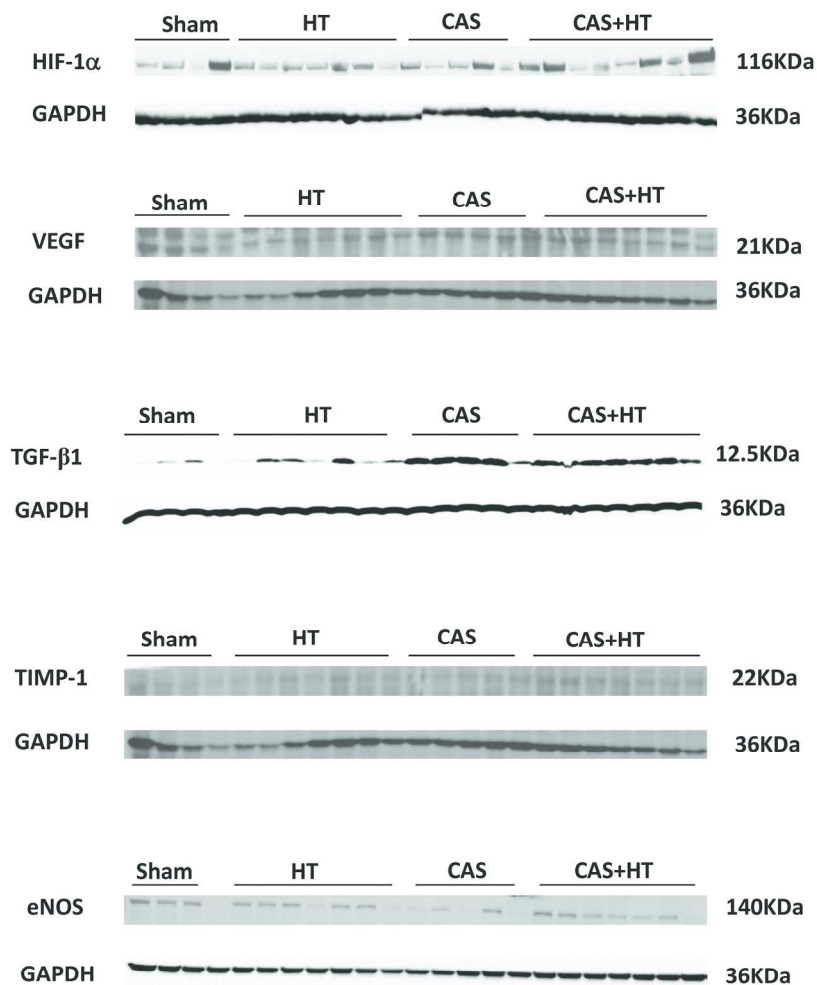 Sham HT CAS CAS+HT
HIF-1α 116KDa
GAPDH 36KDa
Sham HT CAS CAS+HT
VEGF 21KDa
GAPDH 36KDa
Sham HT CAS CAS+HT
TGF-β1 12.5KDa
GAPDH 36KDa
Sham HT CAS CAS+HT
TIMP-1 22KDa
GAPDH 36KDa
Sham HT CAS CAS+HT
eNOS 140KDa
GAPDH 36KDa